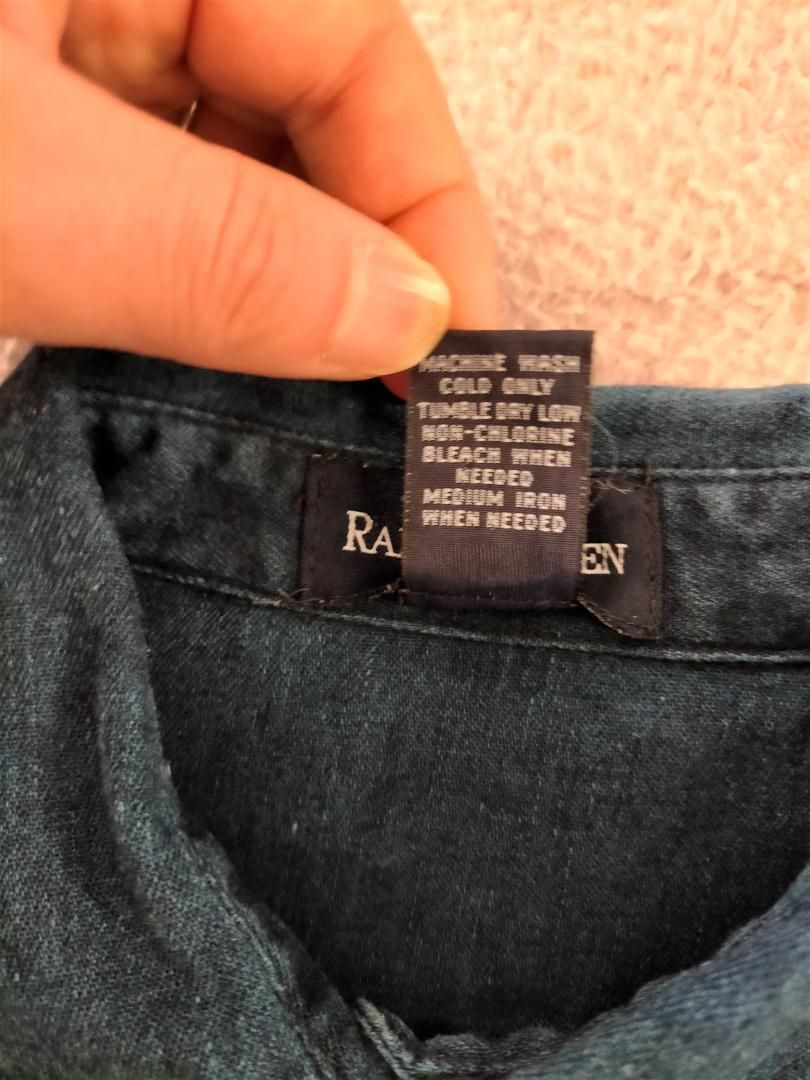 MACHINE WASH
COLD ONLY
TUMBLE DRY LOW
NON-CHLORINE
BLEACH WHEN
NEEDED
MEDIUM IRON
WHEN NEEDED